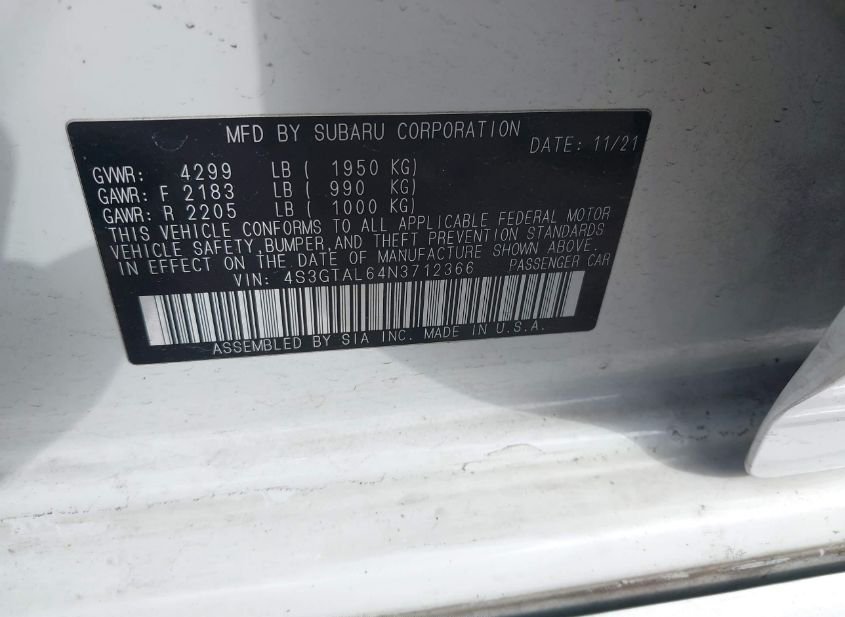 MFD BY SUBARU CORPORATION DATE: 11/21
GVWR: 4299 LB ( 1950 KG)
GAWR: F 2183 LB ( 990 KG)
GAWR: R 2205 LB ( 1000 KG)
THIS VEHICLE CONFORMS TO ALL APPLICABLE FEDERAL MOTOR
VEHICLE SAFETY,BUMPER,AND THEFT PREVENTION STANDARDS
IN EFFECT ON THE DATE OF MANUFACTURE SHOWN ABOVE.
VIN: 4S3GTAL64N3712366 PASSENGER CAR
ASSEMBLED BY SIA INC. MADE IN U.S.A.